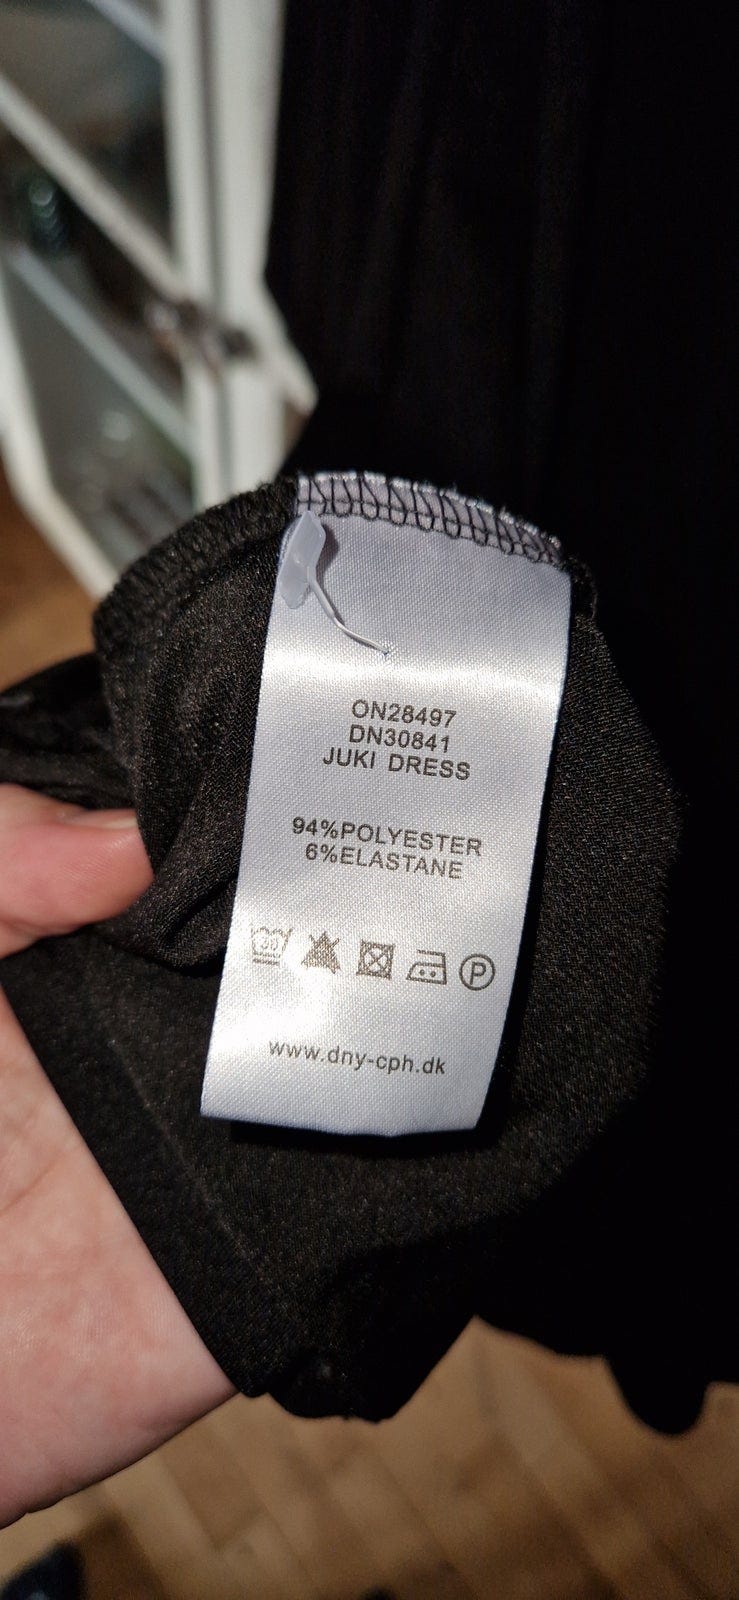 ON28497
DN30841
JUKI DRESS
94%POLYESTER
6%ELASTANE
30
P
www.dny-cph.dk